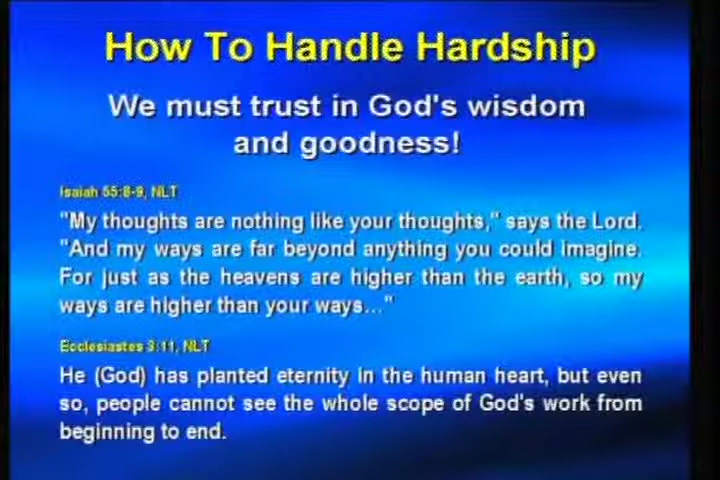 How To Handle Hardship
We must trust in God's wisdom
and goodness!
Isaiah 55:8-9, NLT
"My thoughts are nothing like your thoughts," says the Lord.
"And my ways are far beyond anything you could imagine.
For just as the heavens are higher than the earth, so my
ways are higher than your ways..."
Ecclesiastes 3:11, NLT
He (God) has planted eternity in the human heart, but even
so, people cannot see the whole scope of God's work from
beginning to end.